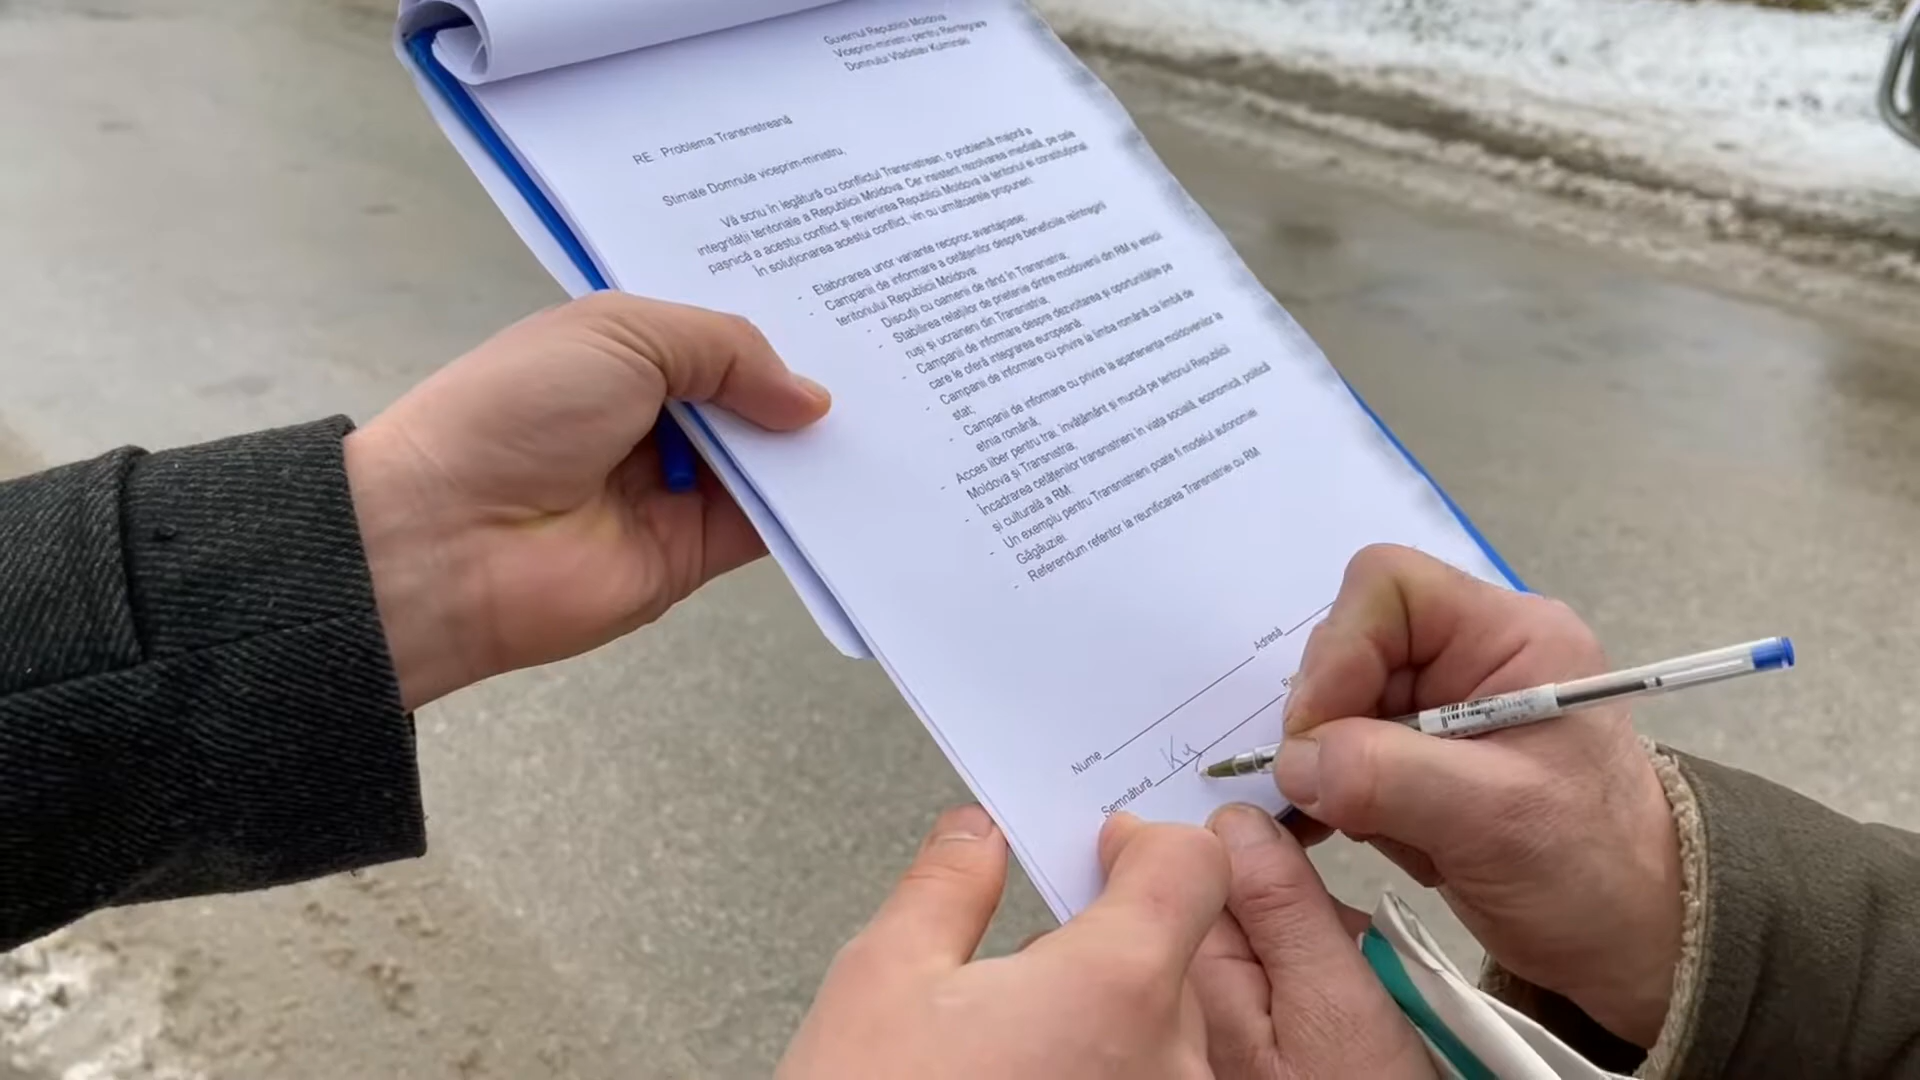 Guvernul Republicii Moldova
Viceprim-ministru pentru Reintegrare
Domnului Vladislav Kulminski
RE Problema Transnistreană
Stimate Domnule viceprim-ministru,
Vă scriu în legătură cu conflictul Transnistrean, o problemă majoră a
integrității teritoriale a Republicii Moldova. Cer insistent rezolvarea imediată, pe cale
pașnică a acestui conflict și revenirea Republicii Moldova la teritoriul ei constituțional.
În soluționarea acestui conflict, vin cu următoarele propuneri:
- Elaborarea unor variante reciproc avantajoase;
- Campanii de informare a cetățenilor despre beneficiile reîntregirii
teritoriului Republicii Moldova;
- Discuții cu oamenii de rând în Transnistria;
- Stabilirea relațiilor de prietenie dintre moldovenii din RM și etnicii
ruși și ucraineni din Transnistria;
- Campanii de informare despre dezvoltarea și oportunitățile pe
care le oferă integrarea europeană;
- Campanii de informare cu privire la limba română ca limbă de
stat;
- Campanii de informare cu privire la apartenența moldovenilor la
etnia română;
- Acces liber pentru trai, învățământ și muncă pe teritoriul Republicii
Moldova și Transnistria;
- Încadrarea cetățenilor transnistrieni în viața socială, economică, politică
și culturală a RM;
- Un exemplu pentru Transnistrieni poate fi modelul autonomiei
Găgăuziei.
- Referendum referitor la reunificarea Transnistriei cu RM
Nume Adresă
Semnătură Ку